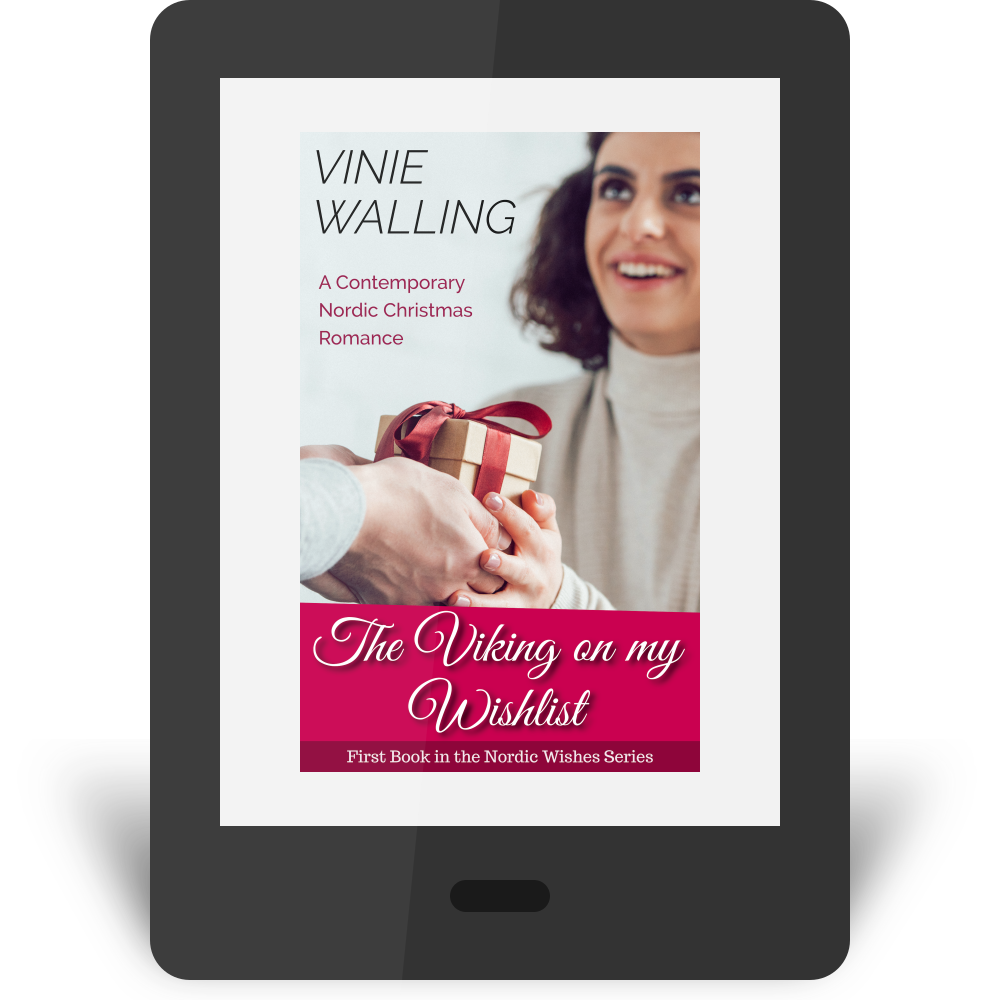 VINIE
WALLING
A Contemporary
Nordic Christmas
Romance
The Viking on my
Wishlist
First Book in the Nordic Wishes Series